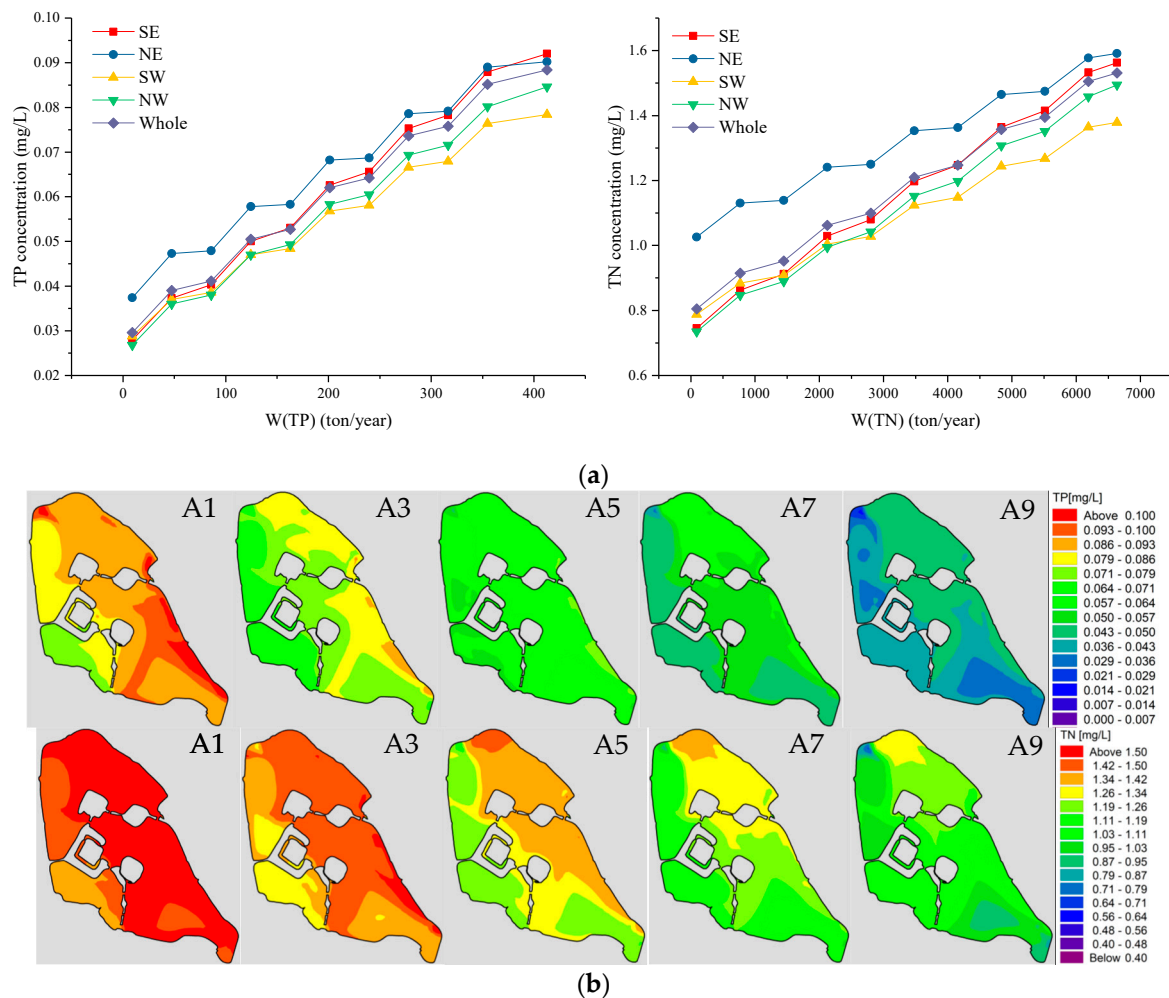 SE
NE
SW
NW
Whole
0.10
0.09
0.08
0.07
0.06
0.05
0.04
0.03
0.02
TP concentration (mg/L)
0 100 200 300 400
W(TP) (ton/year)
SE
NE
SW
NW
Whole
1.6
1.4
1.2
1.0
0.8
0.6
TN concentration (mg/L)
0 1000 2000 3000 4000 5000 6000 7000
W(TN) (ton/year)
(a)
A1 A3 A5 A7 A9
TP[mg/L]
Above 0.100
0.093 - 0.100
0.086 - 0.093
0.079 - 0.086
0.071 - 0.079
0.064 - 0.071
0.057 - 0.064
0.050 - 0.057
0.043 - 0.050
0.036 - 0.043
0.029 - 0.036
0.021 - 0.029
0.014 - 0.021
0.007 - 0.014
0.000 - 0.007
A1 A3 A5 A7 A9
TN [mg/L]
Above 1.50
1.42 - 1.50
1.34 - 1.42
1.26 - 1.34
1.19 - 1.26
1.11 - 1.19
1.03 - 1.11
0.95 - 1.03
0.87 - 0.95
0.79 - 0.87
0.71 - 0.79
0.64 - 0.71
0.56 - 0.64
0.48 - 0.56
0.40 - 0.48
Below 0.40
(b)